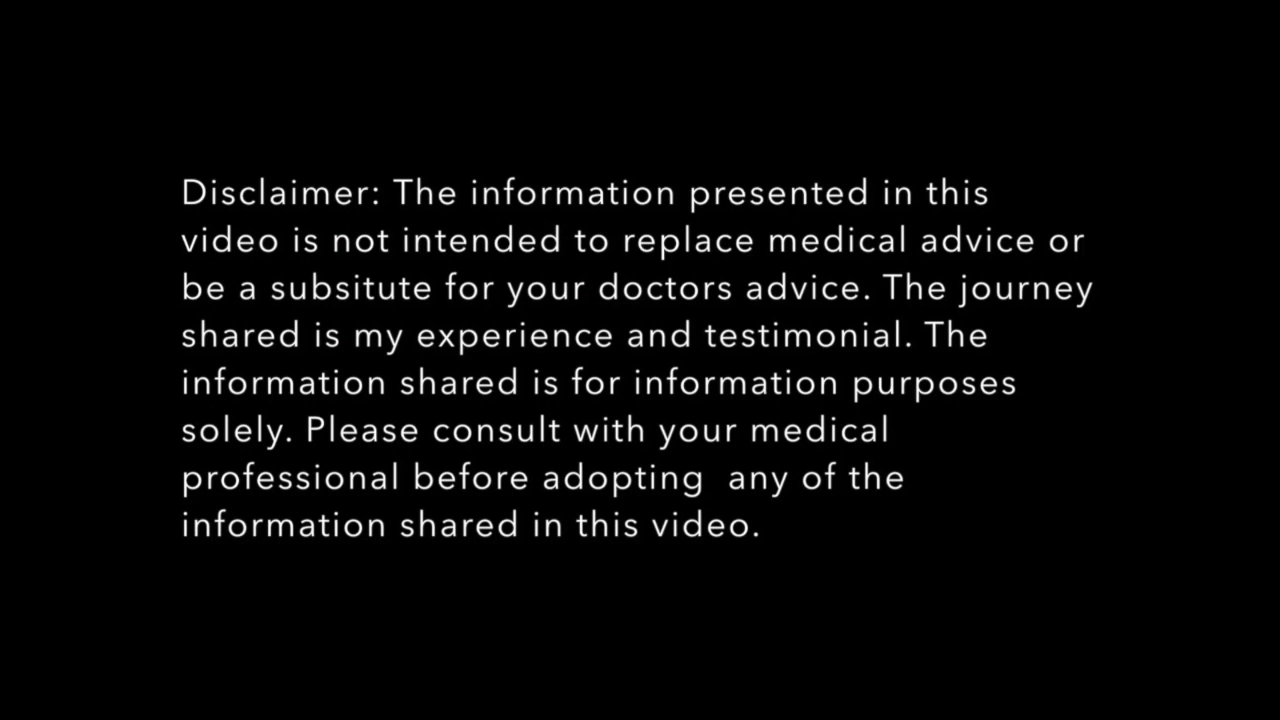 Disclaimer: The information presented in this
video is not intended to replace medical advice or
be a subsitute for your doctors advice. The journey
shared is my experience and testimonial. The
information shared is for information purposes
solely. Please consult with your medical
professional before adopting  any of the
information shared in this video.